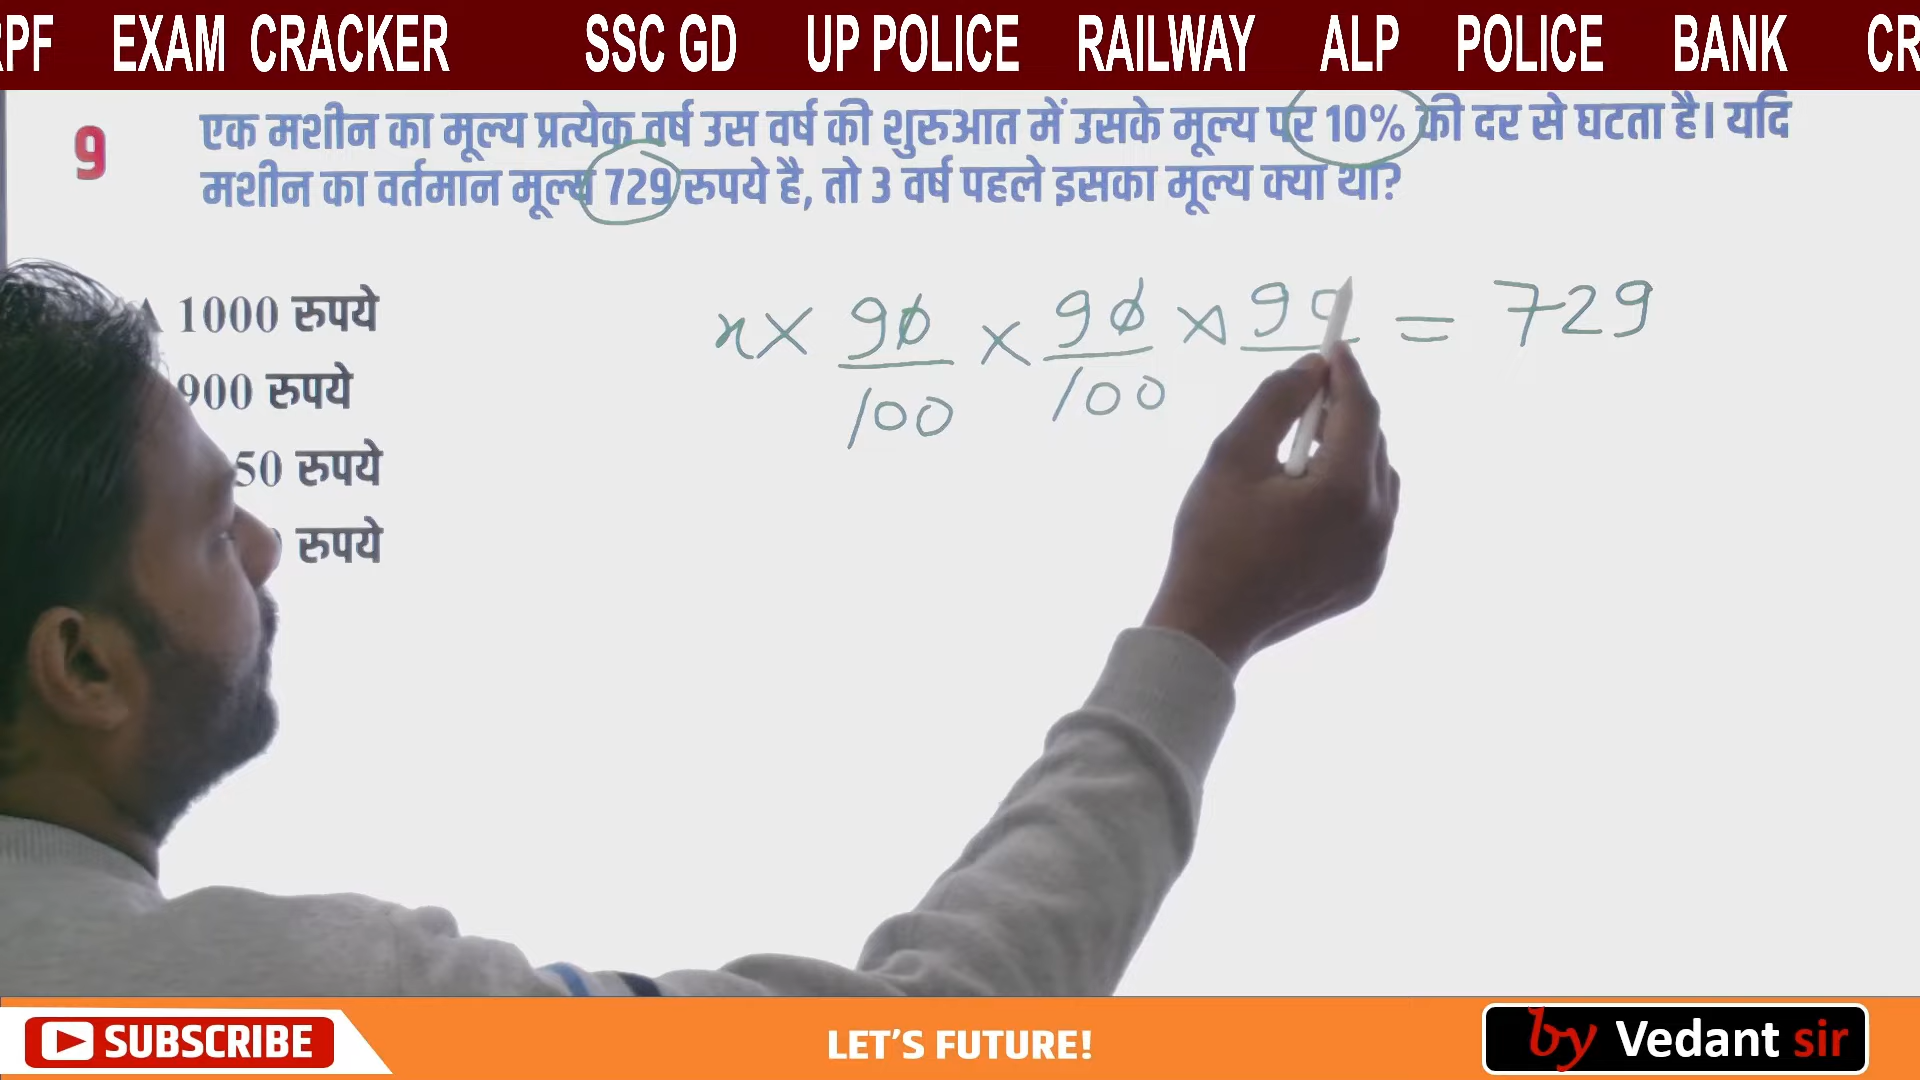 EXAM CRACKER SSC GD UP POLICE RAILWAY ALP POLICE BANK
9 एक मशीन का मूल्य प्रत्येक वर्ष उस वर्ष की शुरुआत में उसके मूल्य पर 10% की दर से घटता है। यदि
मशीन का वर्तमान मूल्य 729 रुपये है, तो 3 वर्ष पहले इसका मूल्य क्या था?
1000 रुपये
900 रुपये
50 रुपये
रुपये
x × 90 × 90 × 90 = 729
100 100
SUBSCRIBE
LET'S FUTURE!
by Vedant sir